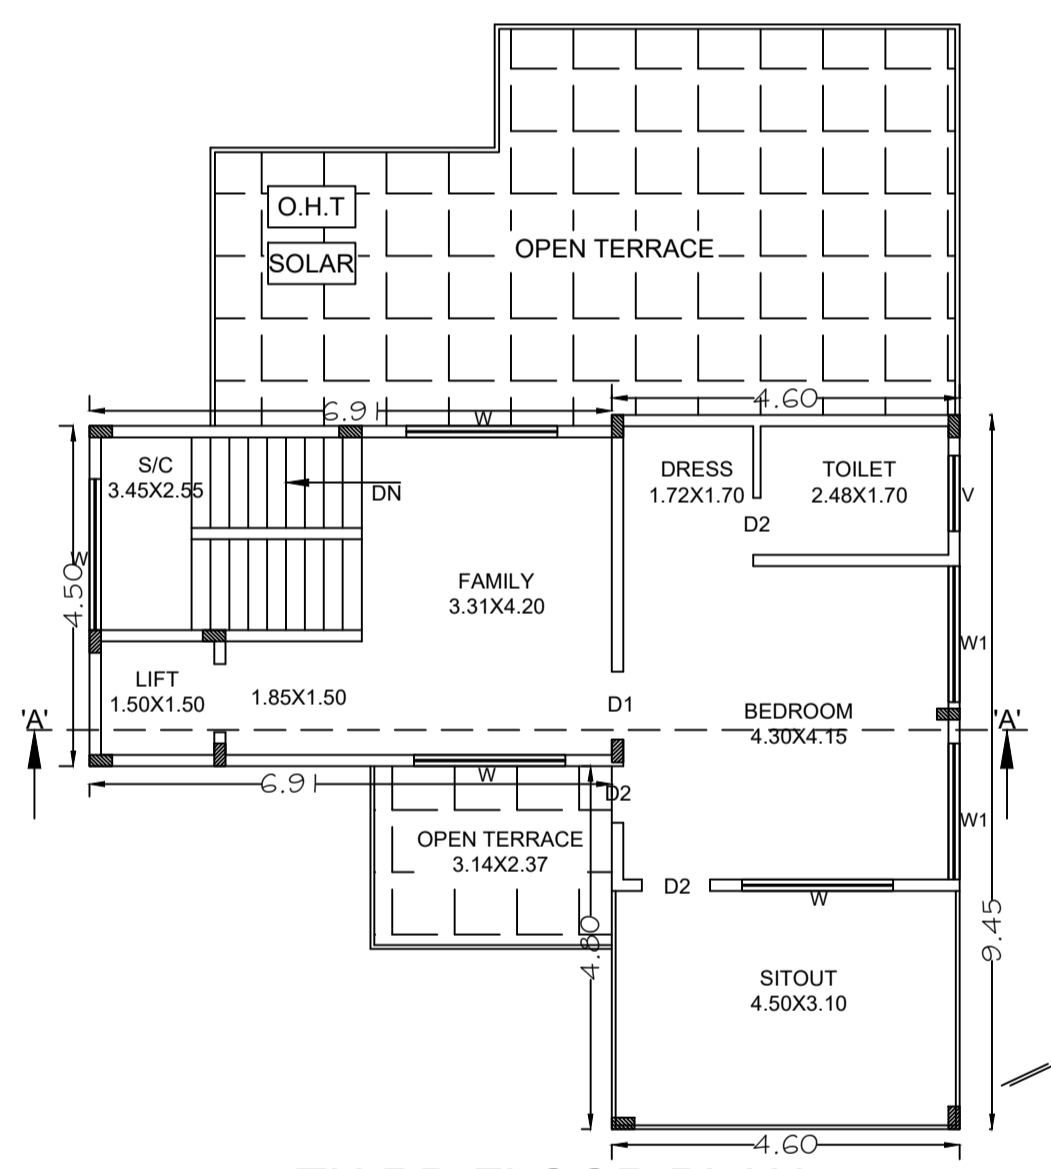 O.H.T
SOLAR
OPEN TERRACE
4.60
6.91
W
S/C
3.45X2.55
DN
DRESS
1.72X1.70
TOILET
2.48X1.70
V
D2
W
4.50
FAMILY
3.31X4.20
W1
LIFT
1.50X1.50
1.85X1.50
D1
BEDROOM
4.30X4.15
'A'
'A'
W
6.91
D2
W1
OPEN TERRACE
3.14X2.37
D2
W
4.80
9.45
SITOUT
4.50X3.10
4.60